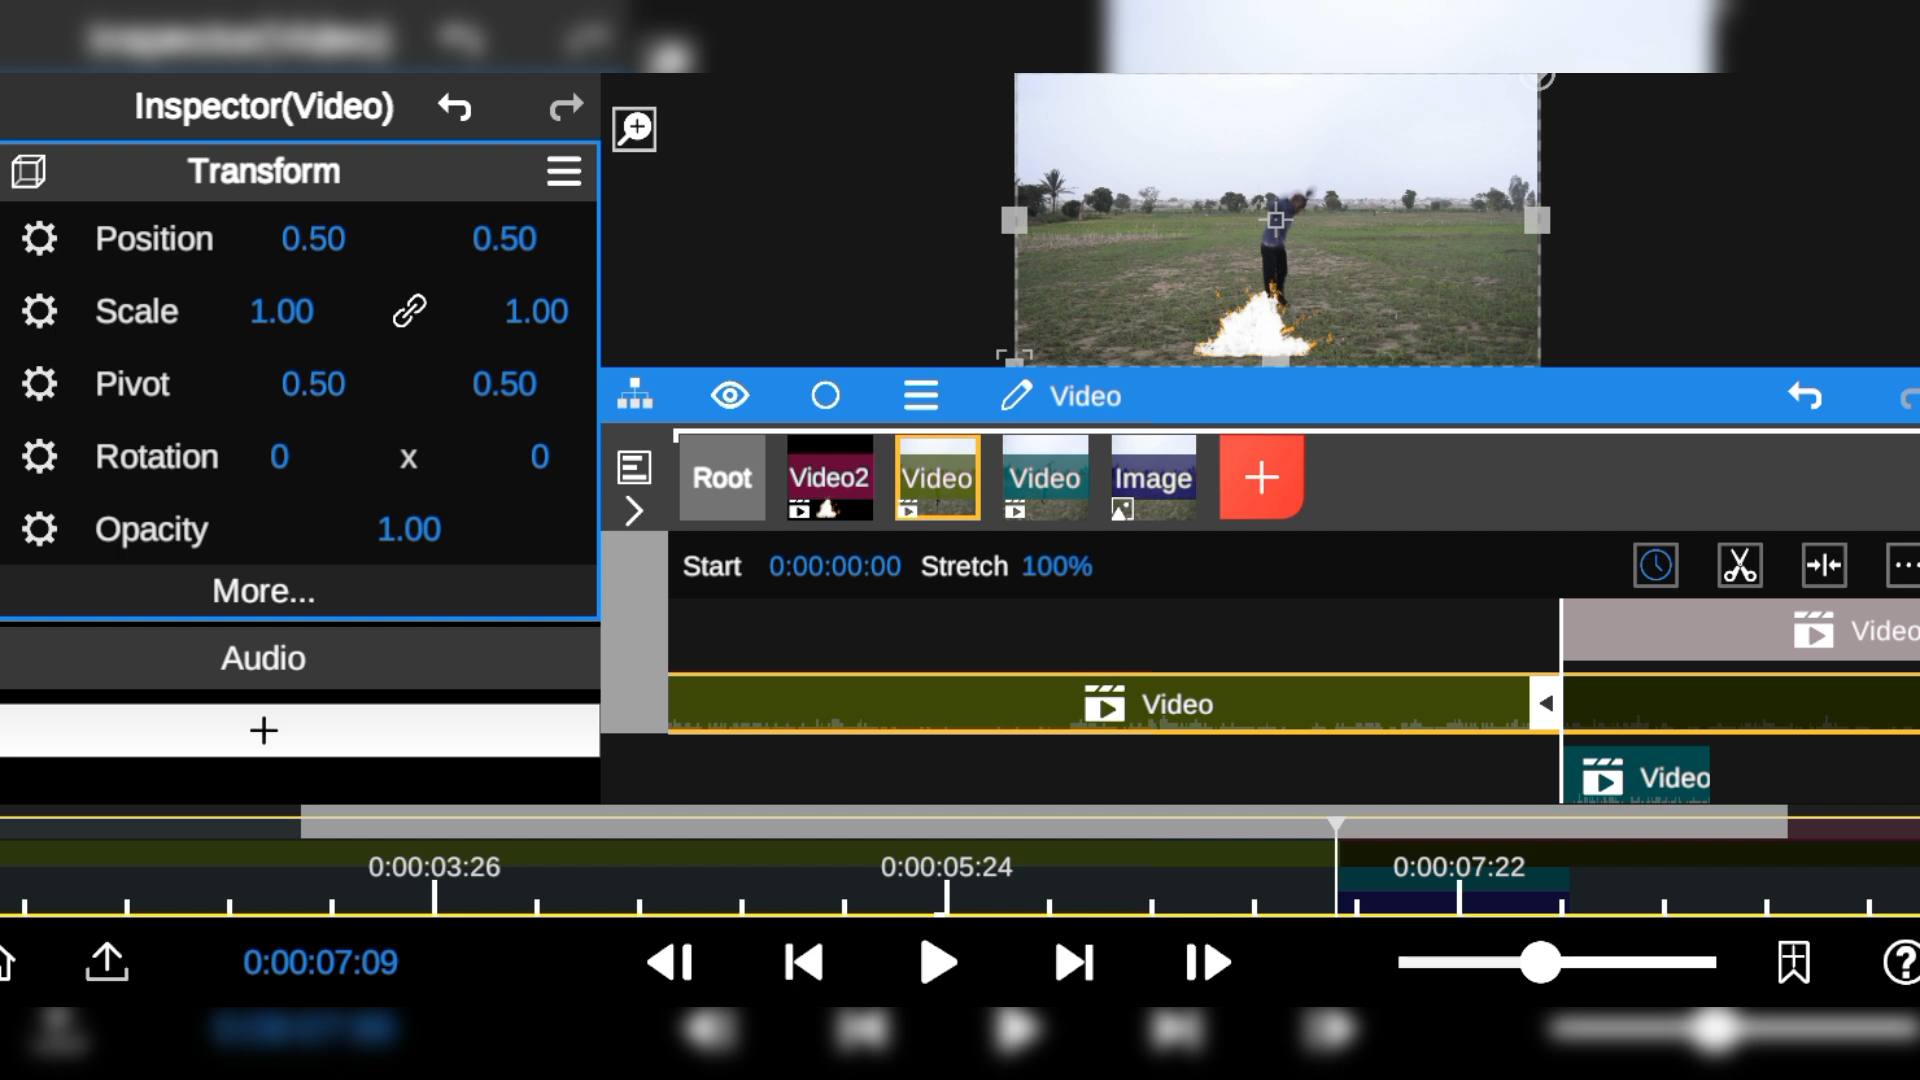 Inspector(Video)
Transform
Position 0.50 0.50
Scale 1.00 1.00
Pivot 0.50 0.50
Rotation 0 x 0
Opacity 1.00
More...
Audio
+
Video
Root Video2 Video Video Image +
Start 0:00:00:00 Stretch 100%
Video
Video
Video
0:00:03:26 0:00:05:24 0:00:07:22
0:00:07:09